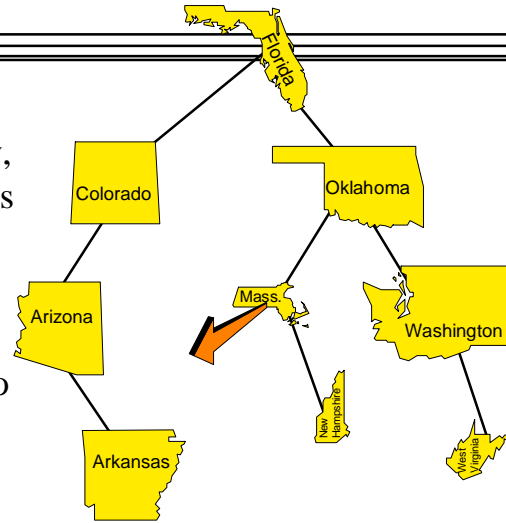 Florida
,
s
Colorado
Oklahoma
Mass.
Arizona
Washington
o
New
Hampshire
West
Virginia
Arkansas